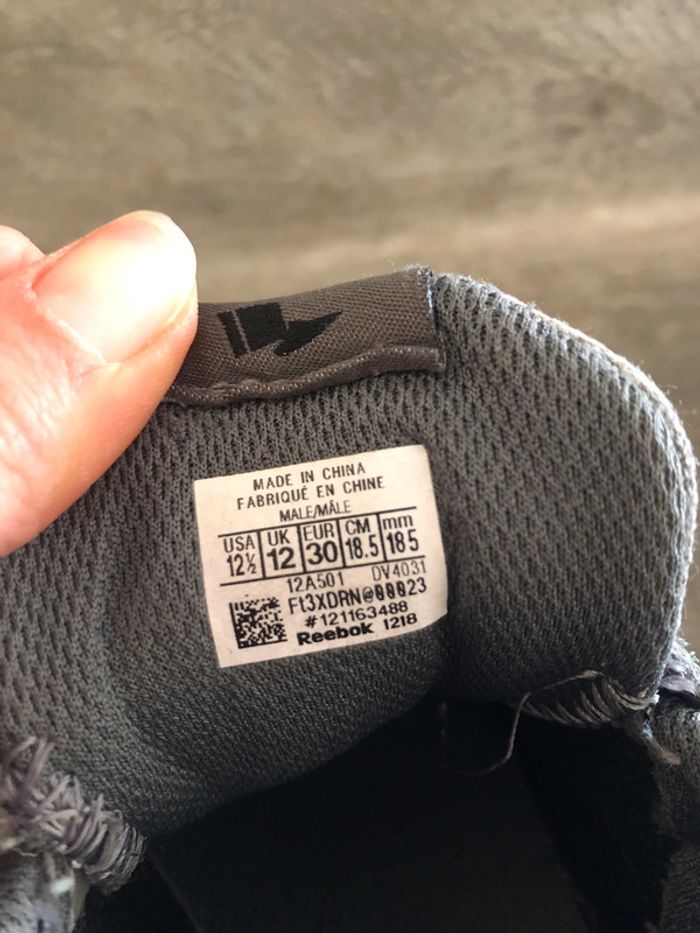 MADE IN CHINA
FABRIQUÉ EN CHINE
MALE/MÂLE
USA UK EUR CM mm
12½ 12 30 18.5 185
12A501 DV4031
Ft3XDRN@00023
#121163488
Reebok 1218